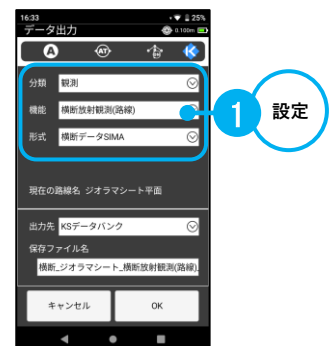 16:33 25%
データ出力 0.100m
A AT
分類 観測
機能 横断放射観測(路線)
形式 横断データSIMA
現在の路線名 ジオラマシート平面
出力先 KSデータバンク
保存ファイル名
横断_ジオラマシート_横断放射観測(路線)_
キャンセル OK
1 設定